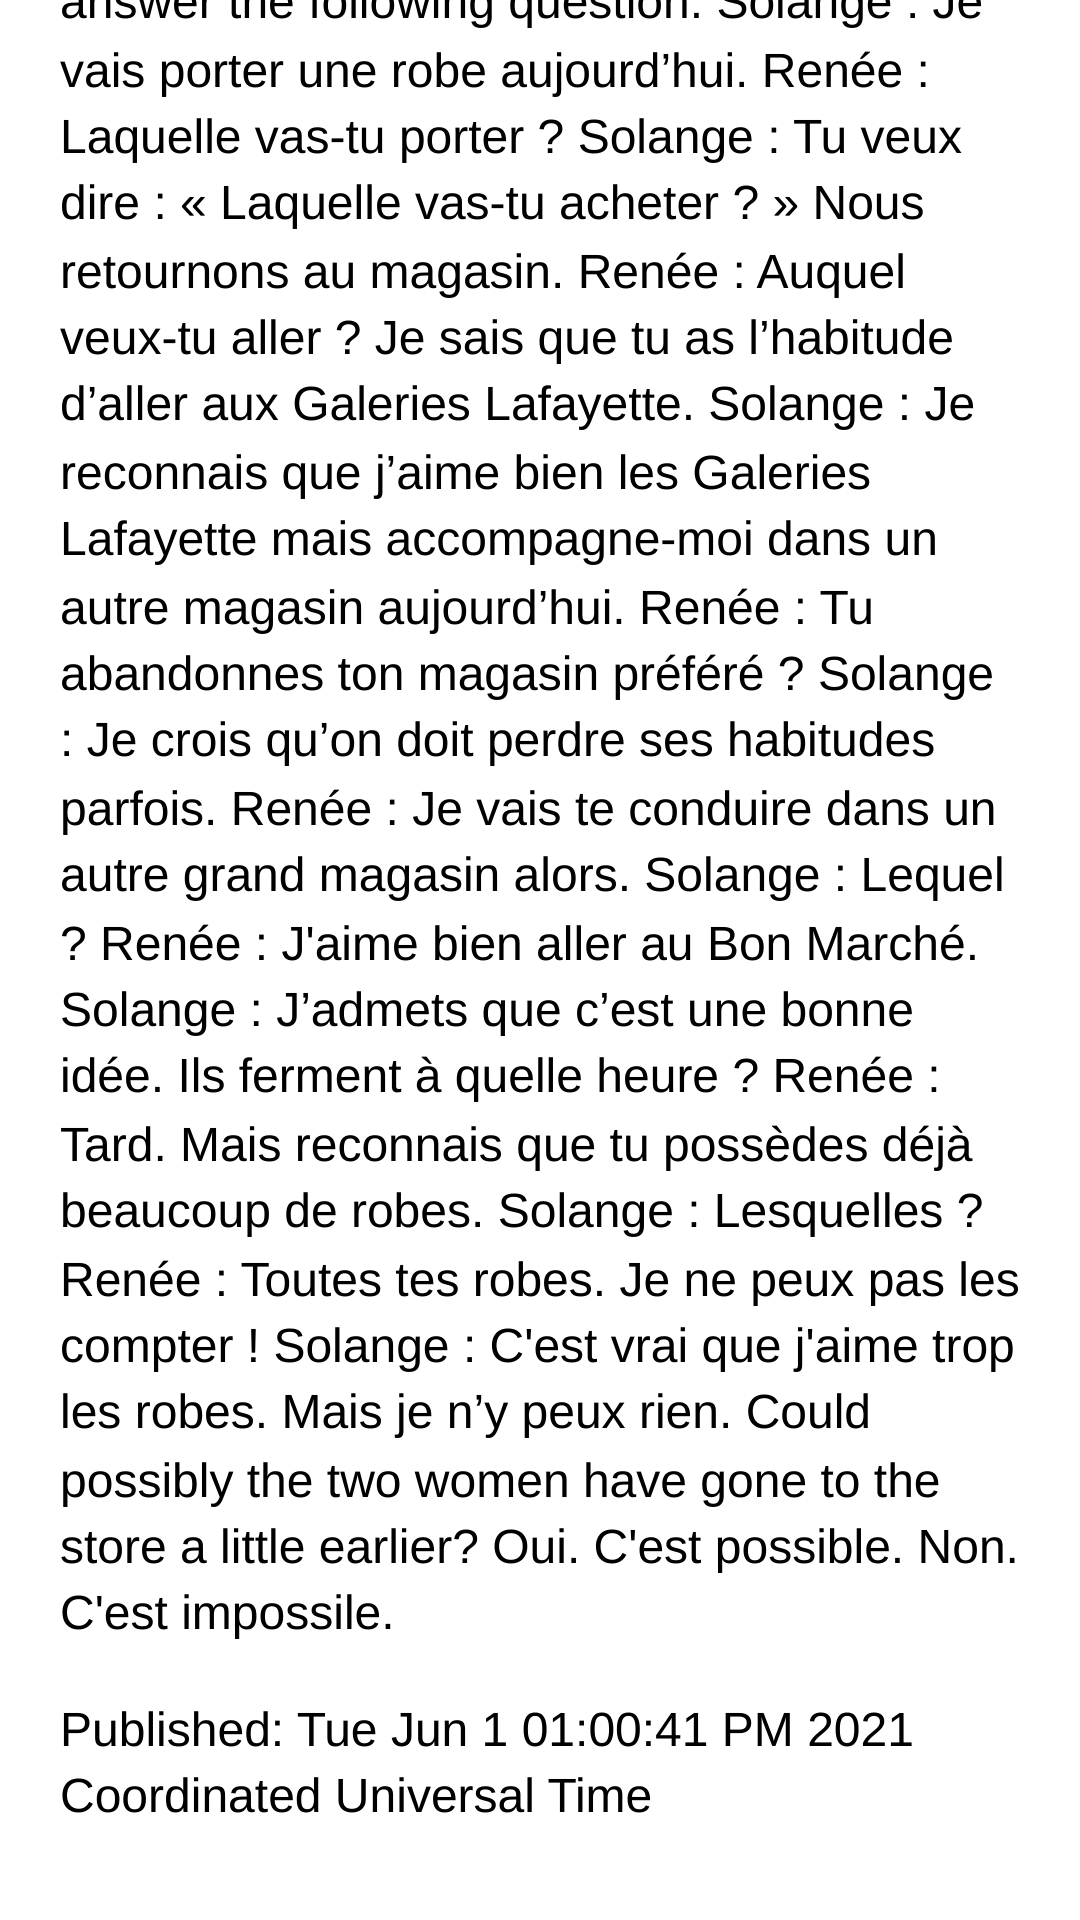 answer the following question. Solange : Je
vais porter une robe aujourd’hui. Renée :
Laquelle vas-tu porter ? Solange : Tu veux
dire : « Laquelle vas-tu acheter ? » Nous
retournons au magasin. Renée : Auquel
veux-tu aller ? Je sais que tu as l’habitude
d’aller aux Galeries Lafayette. Solange : Je
reconnais que j’aime bien les Galeries
Lafayette mais accompagne-moi dans un
autre magasin aujourd’hui. Renée : Tu
abandonnes ton magasin préféré ? Solange
: Je crois qu’on doit perdre ses habitudes
parfois. Renée : Je vais te conduire dans un
autre grand magasin alors. Solange : Lequel
? Renée : J'aime bien aller au Bon Marché.
Solange : J’admets que c’est une bonne
idée. Ils ferment à quelle heure ? Renée :
Tard. Mais reconnais que tu possèdes déjà
beaucoup de robes. Solange : Lesquelles ?
Renée : Toutes tes robes. Je ne peux pas les
compter ! Solange : C'est vrai que j'aime trop
les robes. Mais je n’y peux rien. Could
possibly the two women have gone to the
store a little earlier? Oui. C'est possible. Non.
C'est impossile.
Published: Tue Jun 1 01:00:41 PM 2021
Coordinated Universal Time